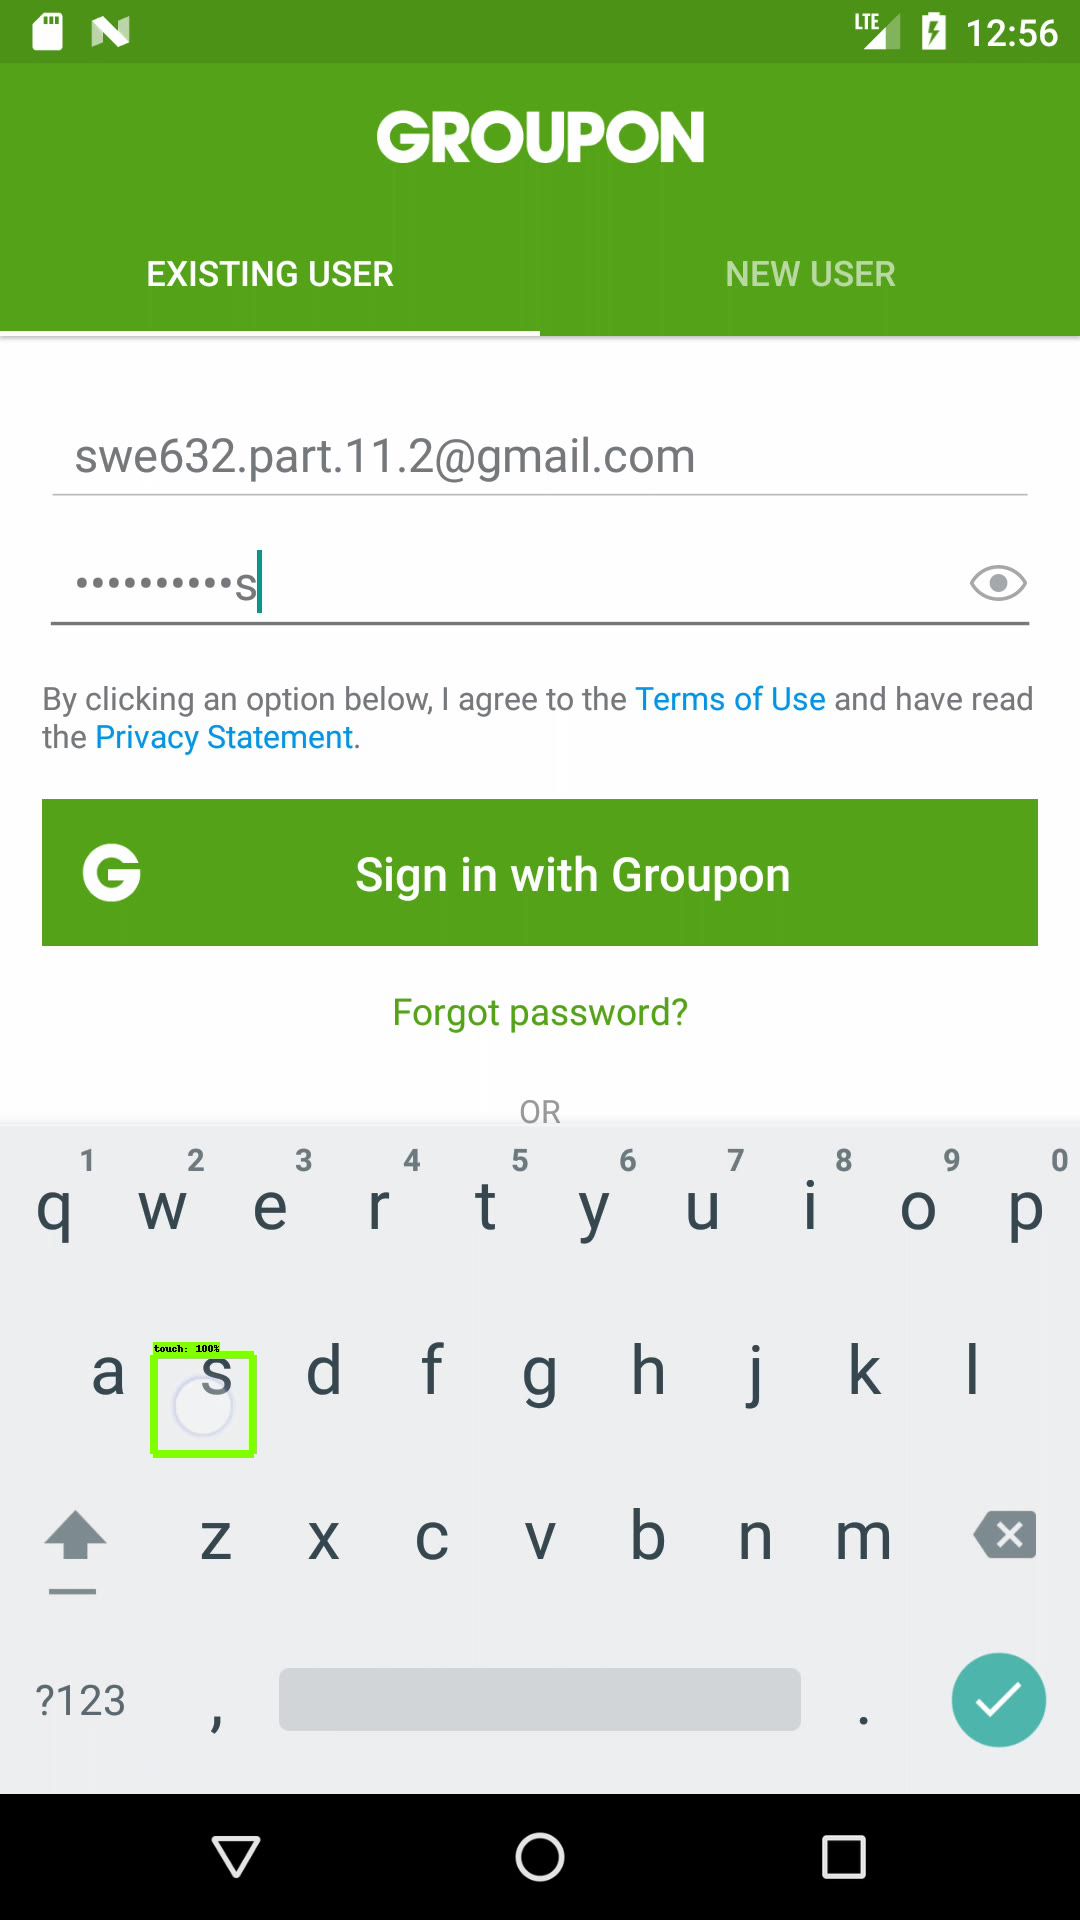 LTE 12:56
GROUPON
EXISTING USER NEW USER
swe632.part.11.2@gmail.com
••••••••••s
By clicking an option below, I agree to the Terms of Use and have read
the Privacy Statement.
G Sign in with Groupon
Forgot password?
OR
1 2 3 4 5 6 7 8 9 0
q w e r t y u i o p
touch: 100%
a s d f g h j k l
z x c v b n m
?123 , .